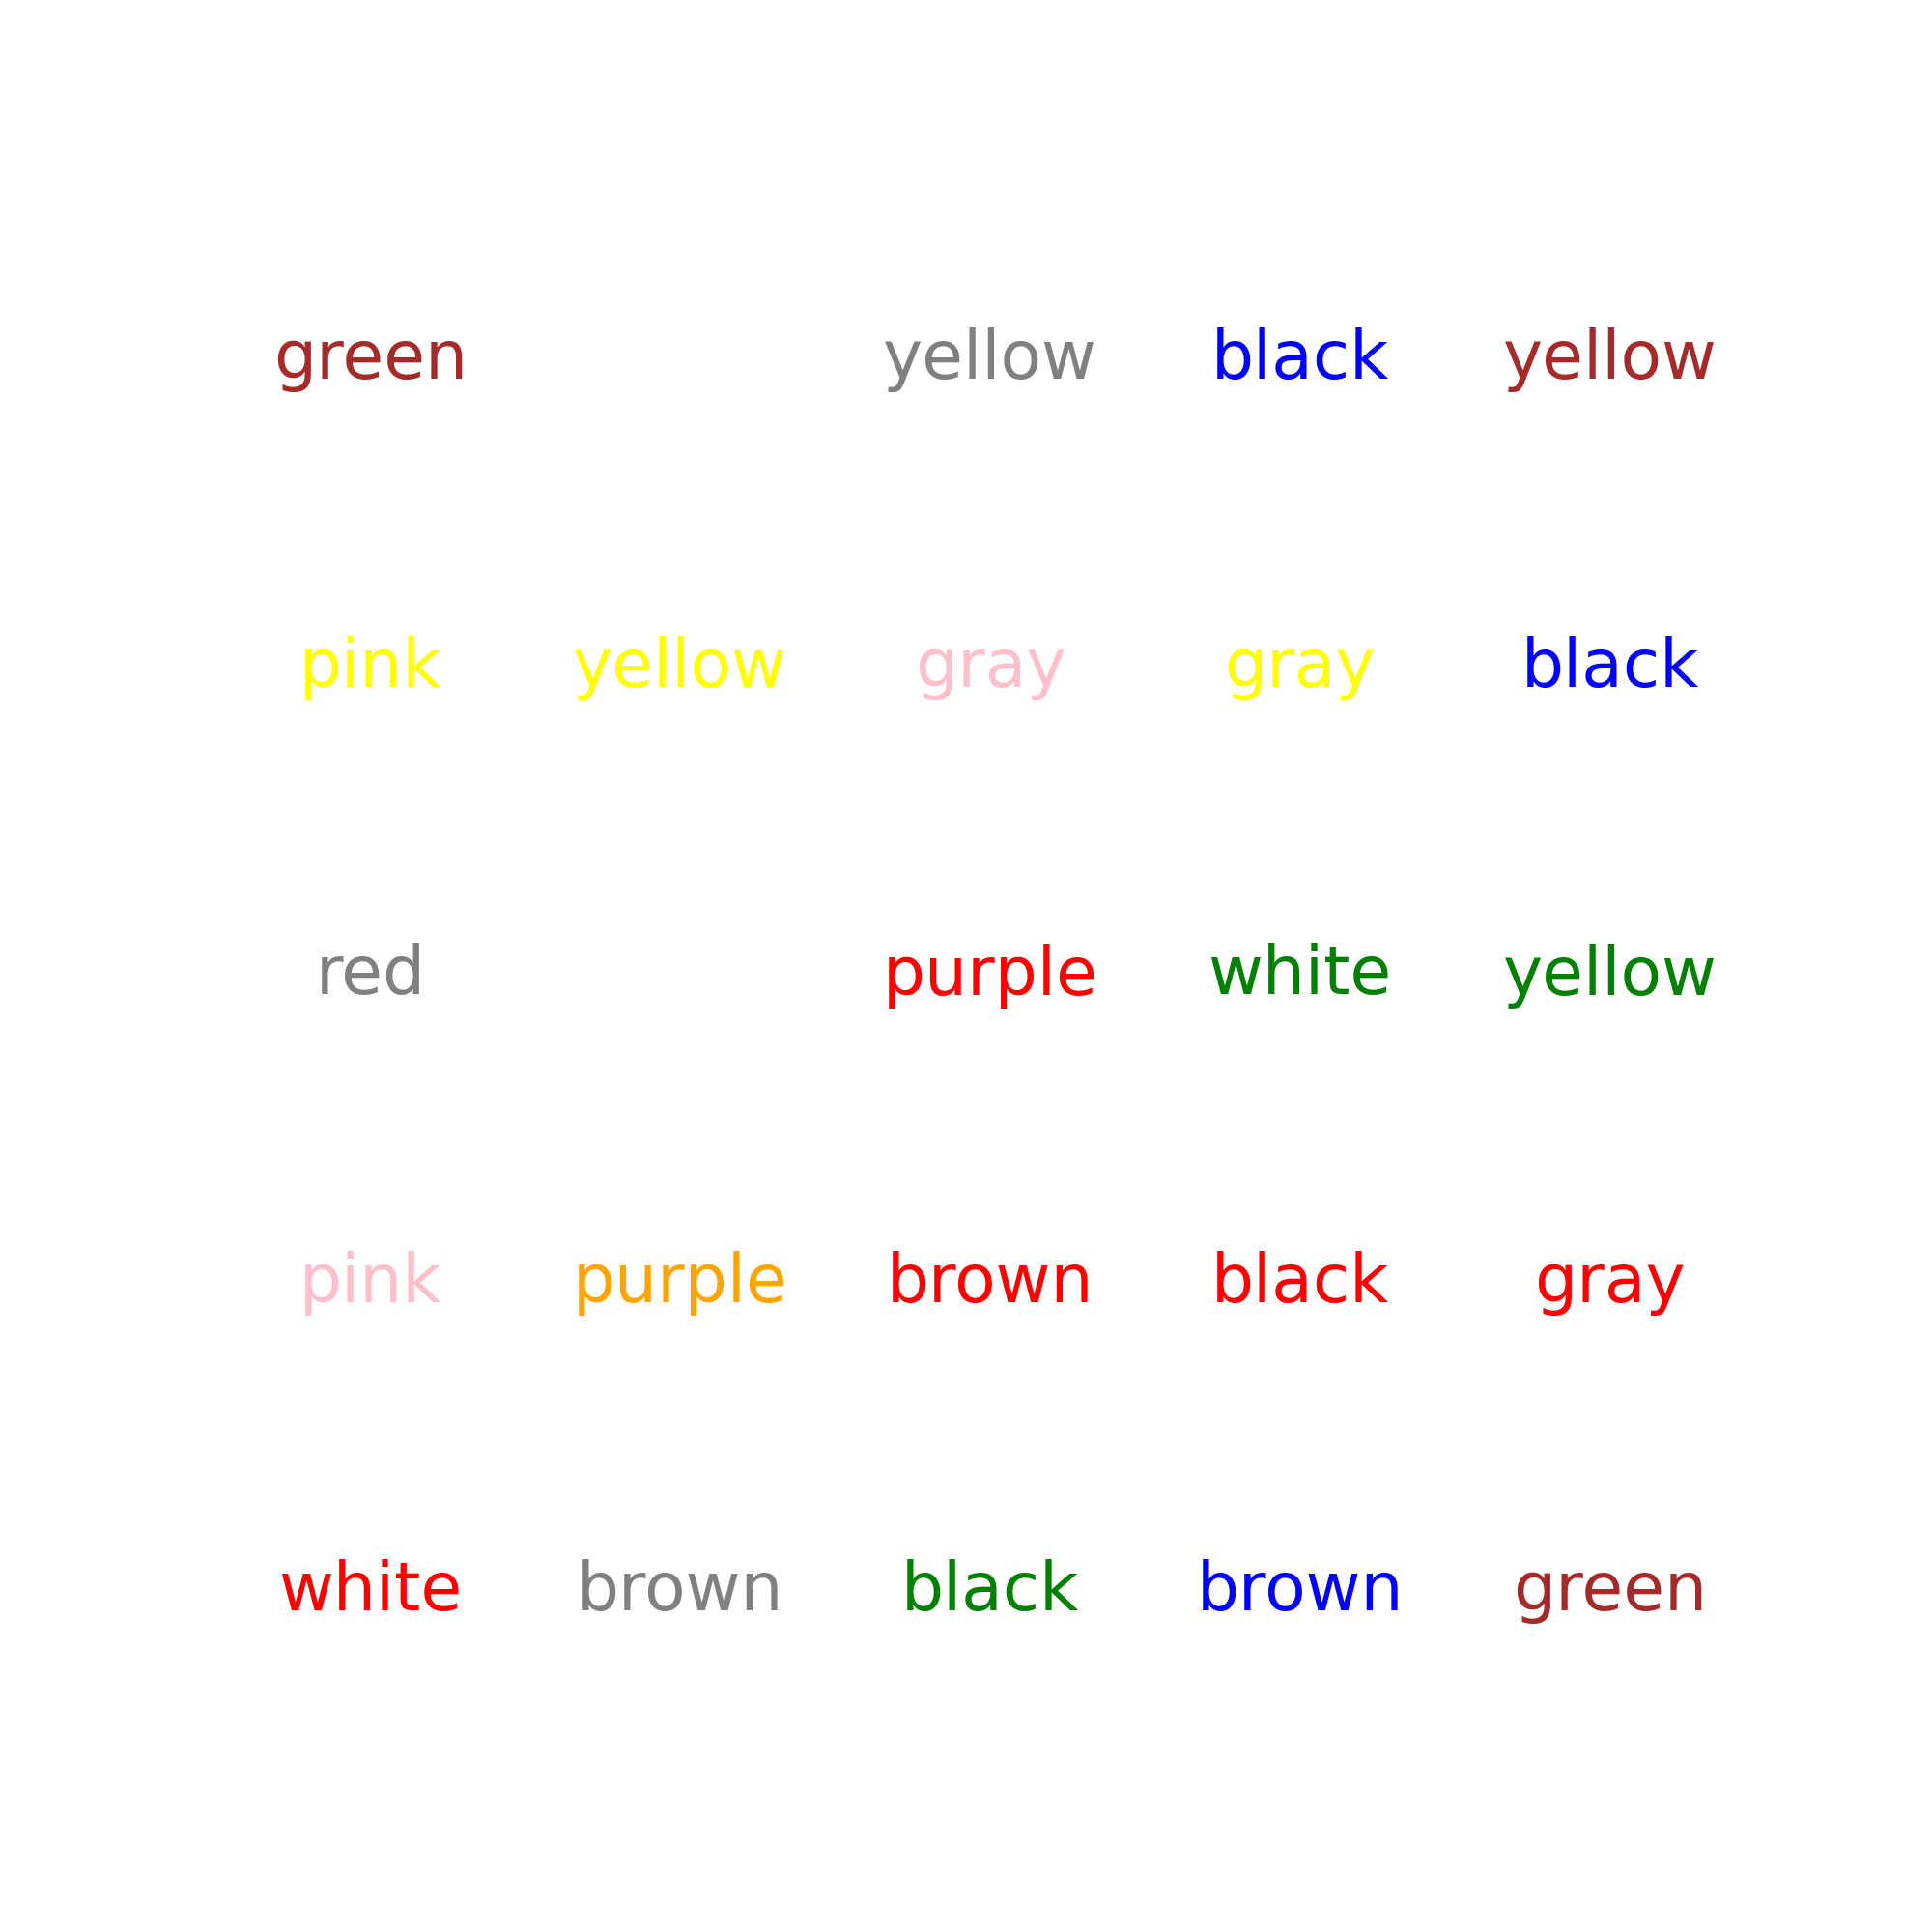 green yellow black yellow
pink yellow gray gray black
red purple white yellow
pink purple brown black gray
white brown black brown green